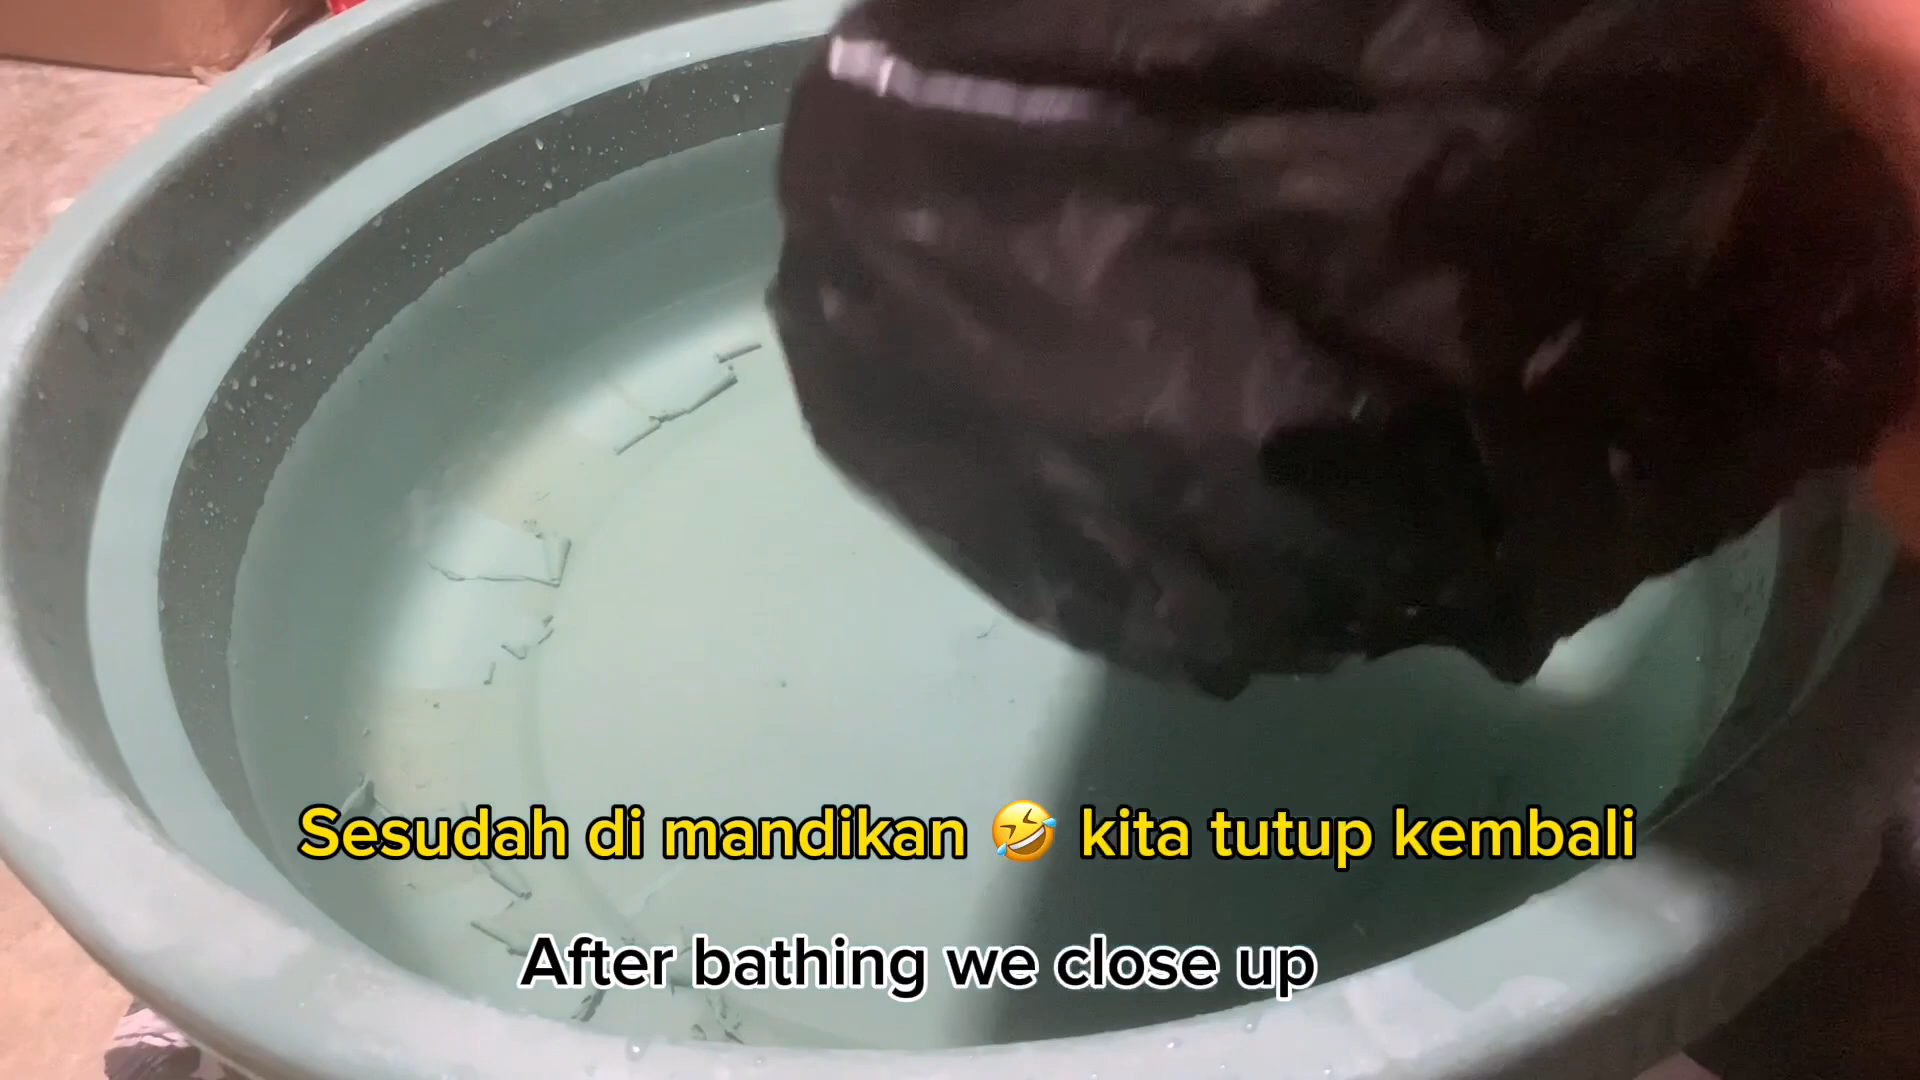 Sesudah di mandikan 🤣 kita tutup kembali
After bathing we close up